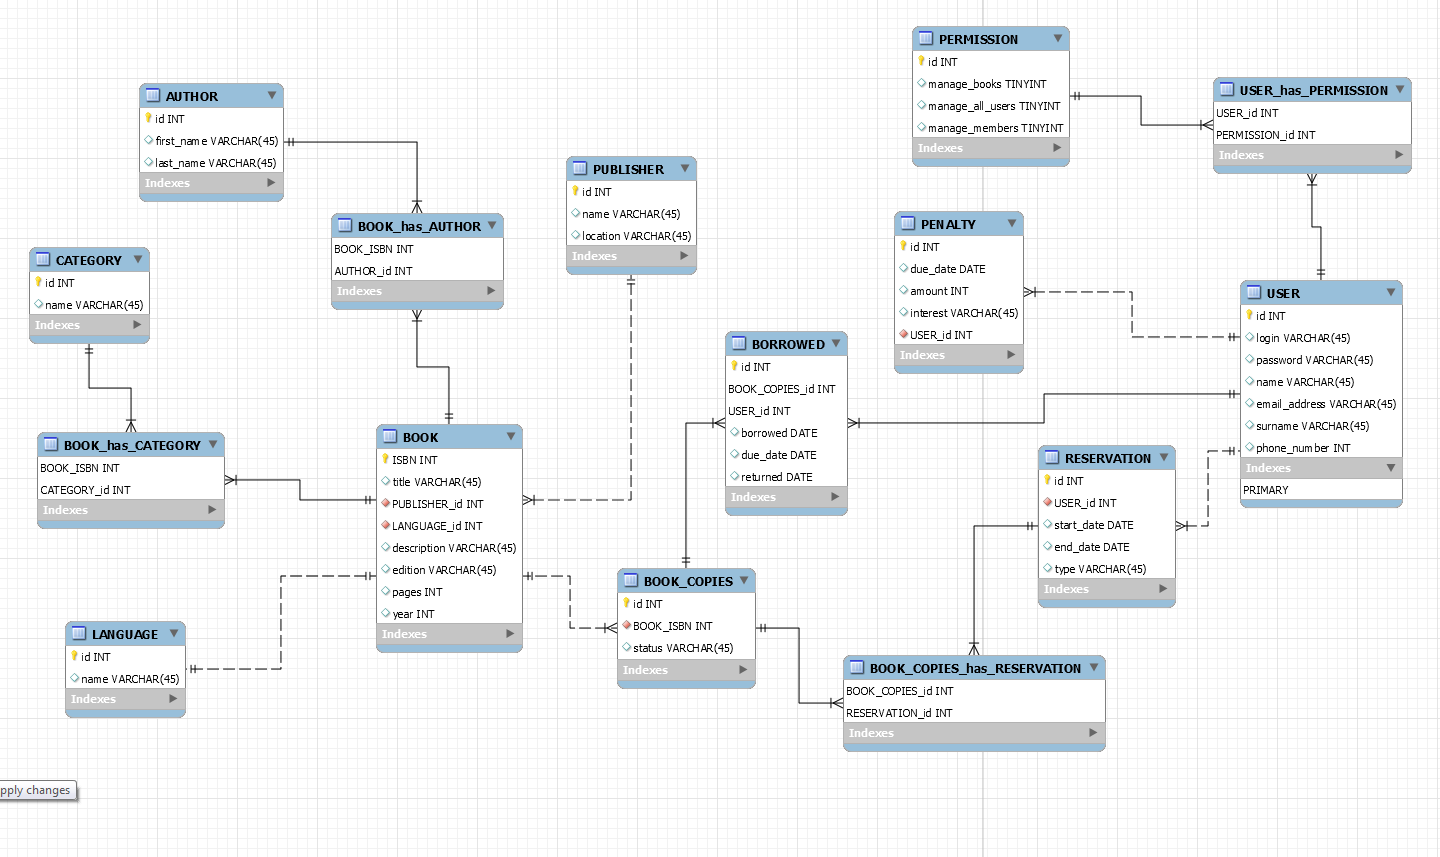 PERMISSION
id INT
manage_books TINYINT
manage_all_users TINYINT
manage_members TINYINT
Indexes
USER_has_PERMISSION
USER_id INT
PERMISSION_id INT
Indexes
AUTHOR
id INT
first_name VARCHAR(45)
last_name VARCHAR(45)
Indexes
PUBLISHER
id INT
name VARCHAR(45)
location VARCHAR(45)
Indexes
BOOK_has_AUTHOR
BOOK_ISBN INT
AUTHOR_id INT
Indexes
PENALTY
id INT
due_date DATE
amount INT
interest VARCHAR(45)
USER_id INT
Indexes
CATEGORY
id INT
name VARCHAR(45)
Indexes
USER
id INT
login VARCHAR(45)
password VARCHAR(45)
name VARCHAR(45)
email_address VARCHAR(45)
surname VARCHAR(45)
phone_number INT
Indexes
PRIMARY
BORROWED
id INT
BOOK_COPIES_id INT
USER_id INT
borrowed DATE
due_date DATE
returned DATE
Indexes
BOOK_has_CATEGORY
BOOK_ISBN INT
CATEGORY_id INT
Indexes
BOOK
ISBN INT
title VARCHAR(45)
PUBLISHER_id INT
LANGUAGE_id INT
description VARCHAR(45)
edition VARCHAR(45)
pages INT
year INT
Indexes
RESERVATION
id INT
USER_id INT
start_date DATE
end_date DATE
type VARCHAR(45)
Indexes
BOOK_COPIES
id INT
BOOK_ISBN INT
status VARCHAR(45)
Indexes
LANGUAGE
id INT
name VARCHAR(45)
Indexes
BOOK_COPIES_has_RESERVATION
BOOK_COPIES_id INT
RESERVATION_id INT
Indexes
pply changes